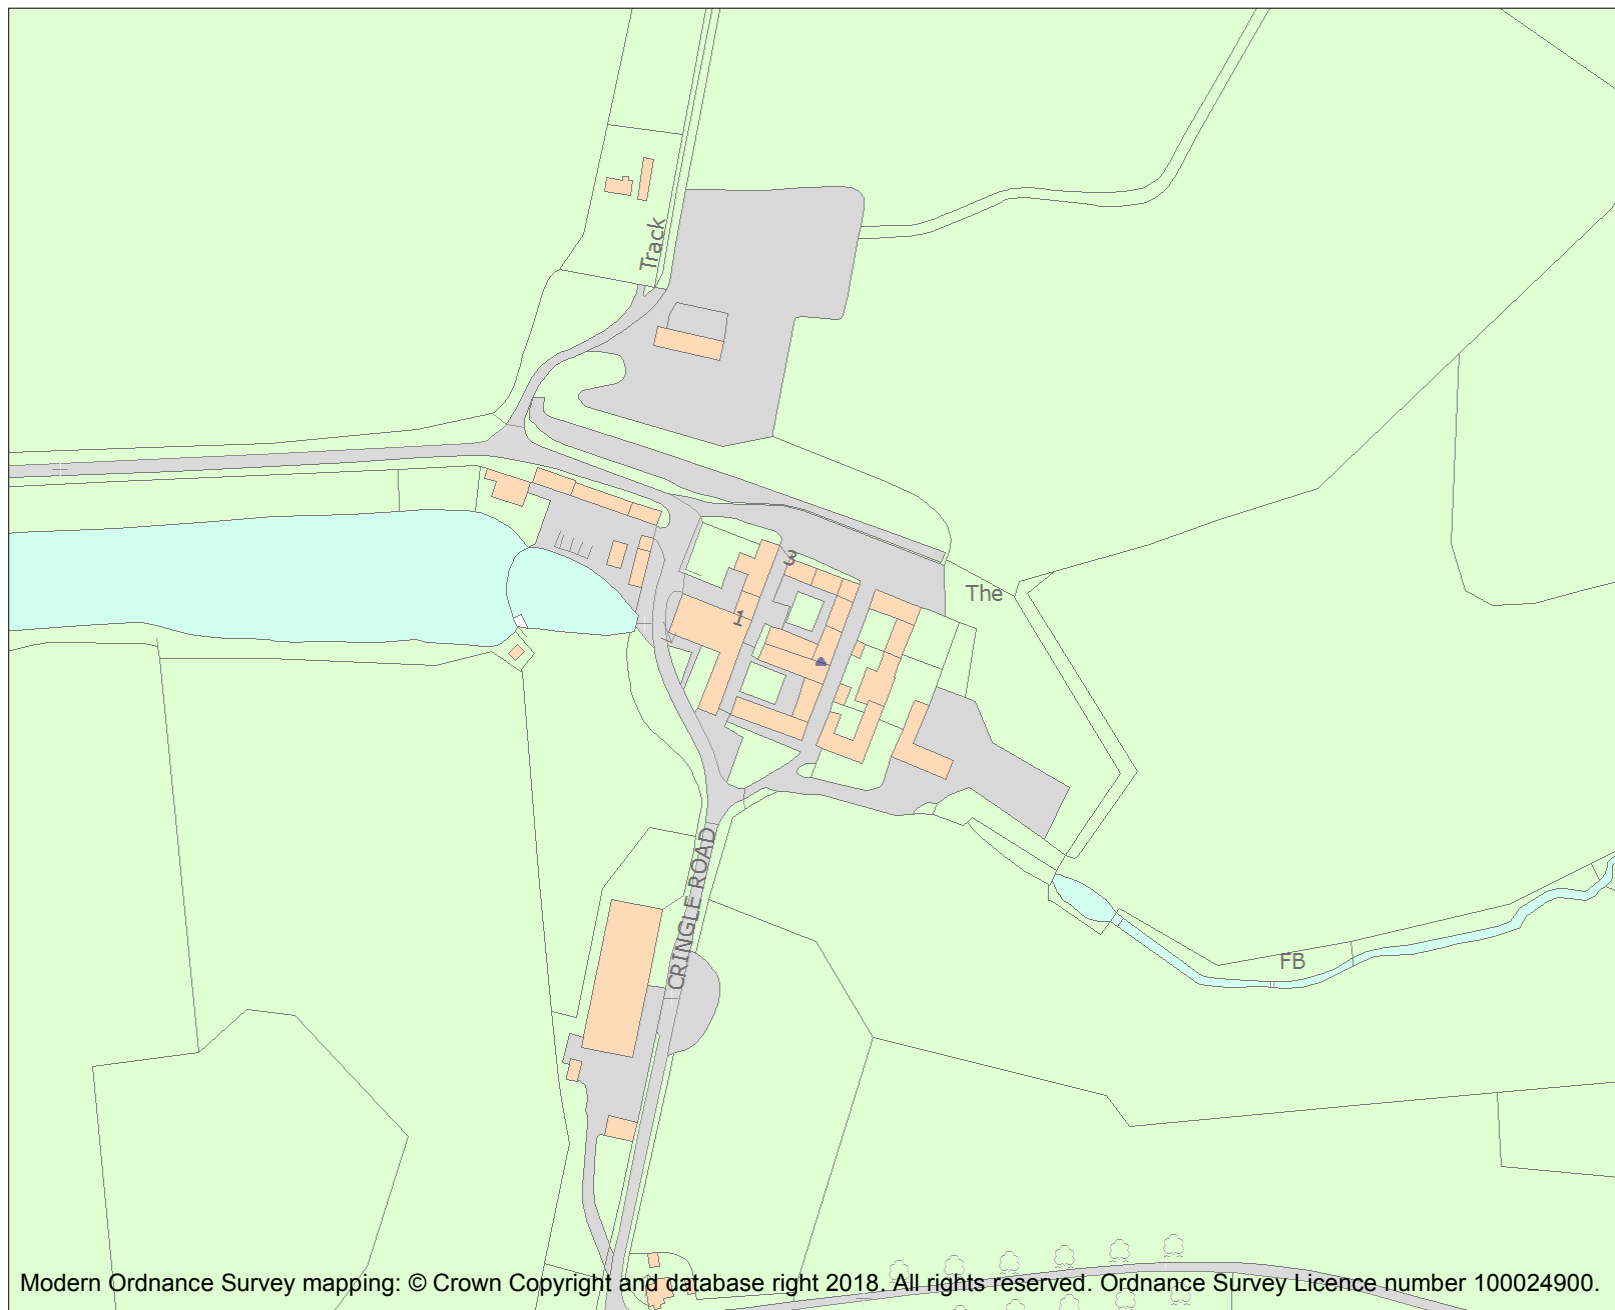 Track
3
The
1
CRINGLE ROAD
FB
Modern Ordnance Survey mapping: © Crown Copyright and database right 2018. All rights reserved. Ordnance Survey Licence number 100024900.